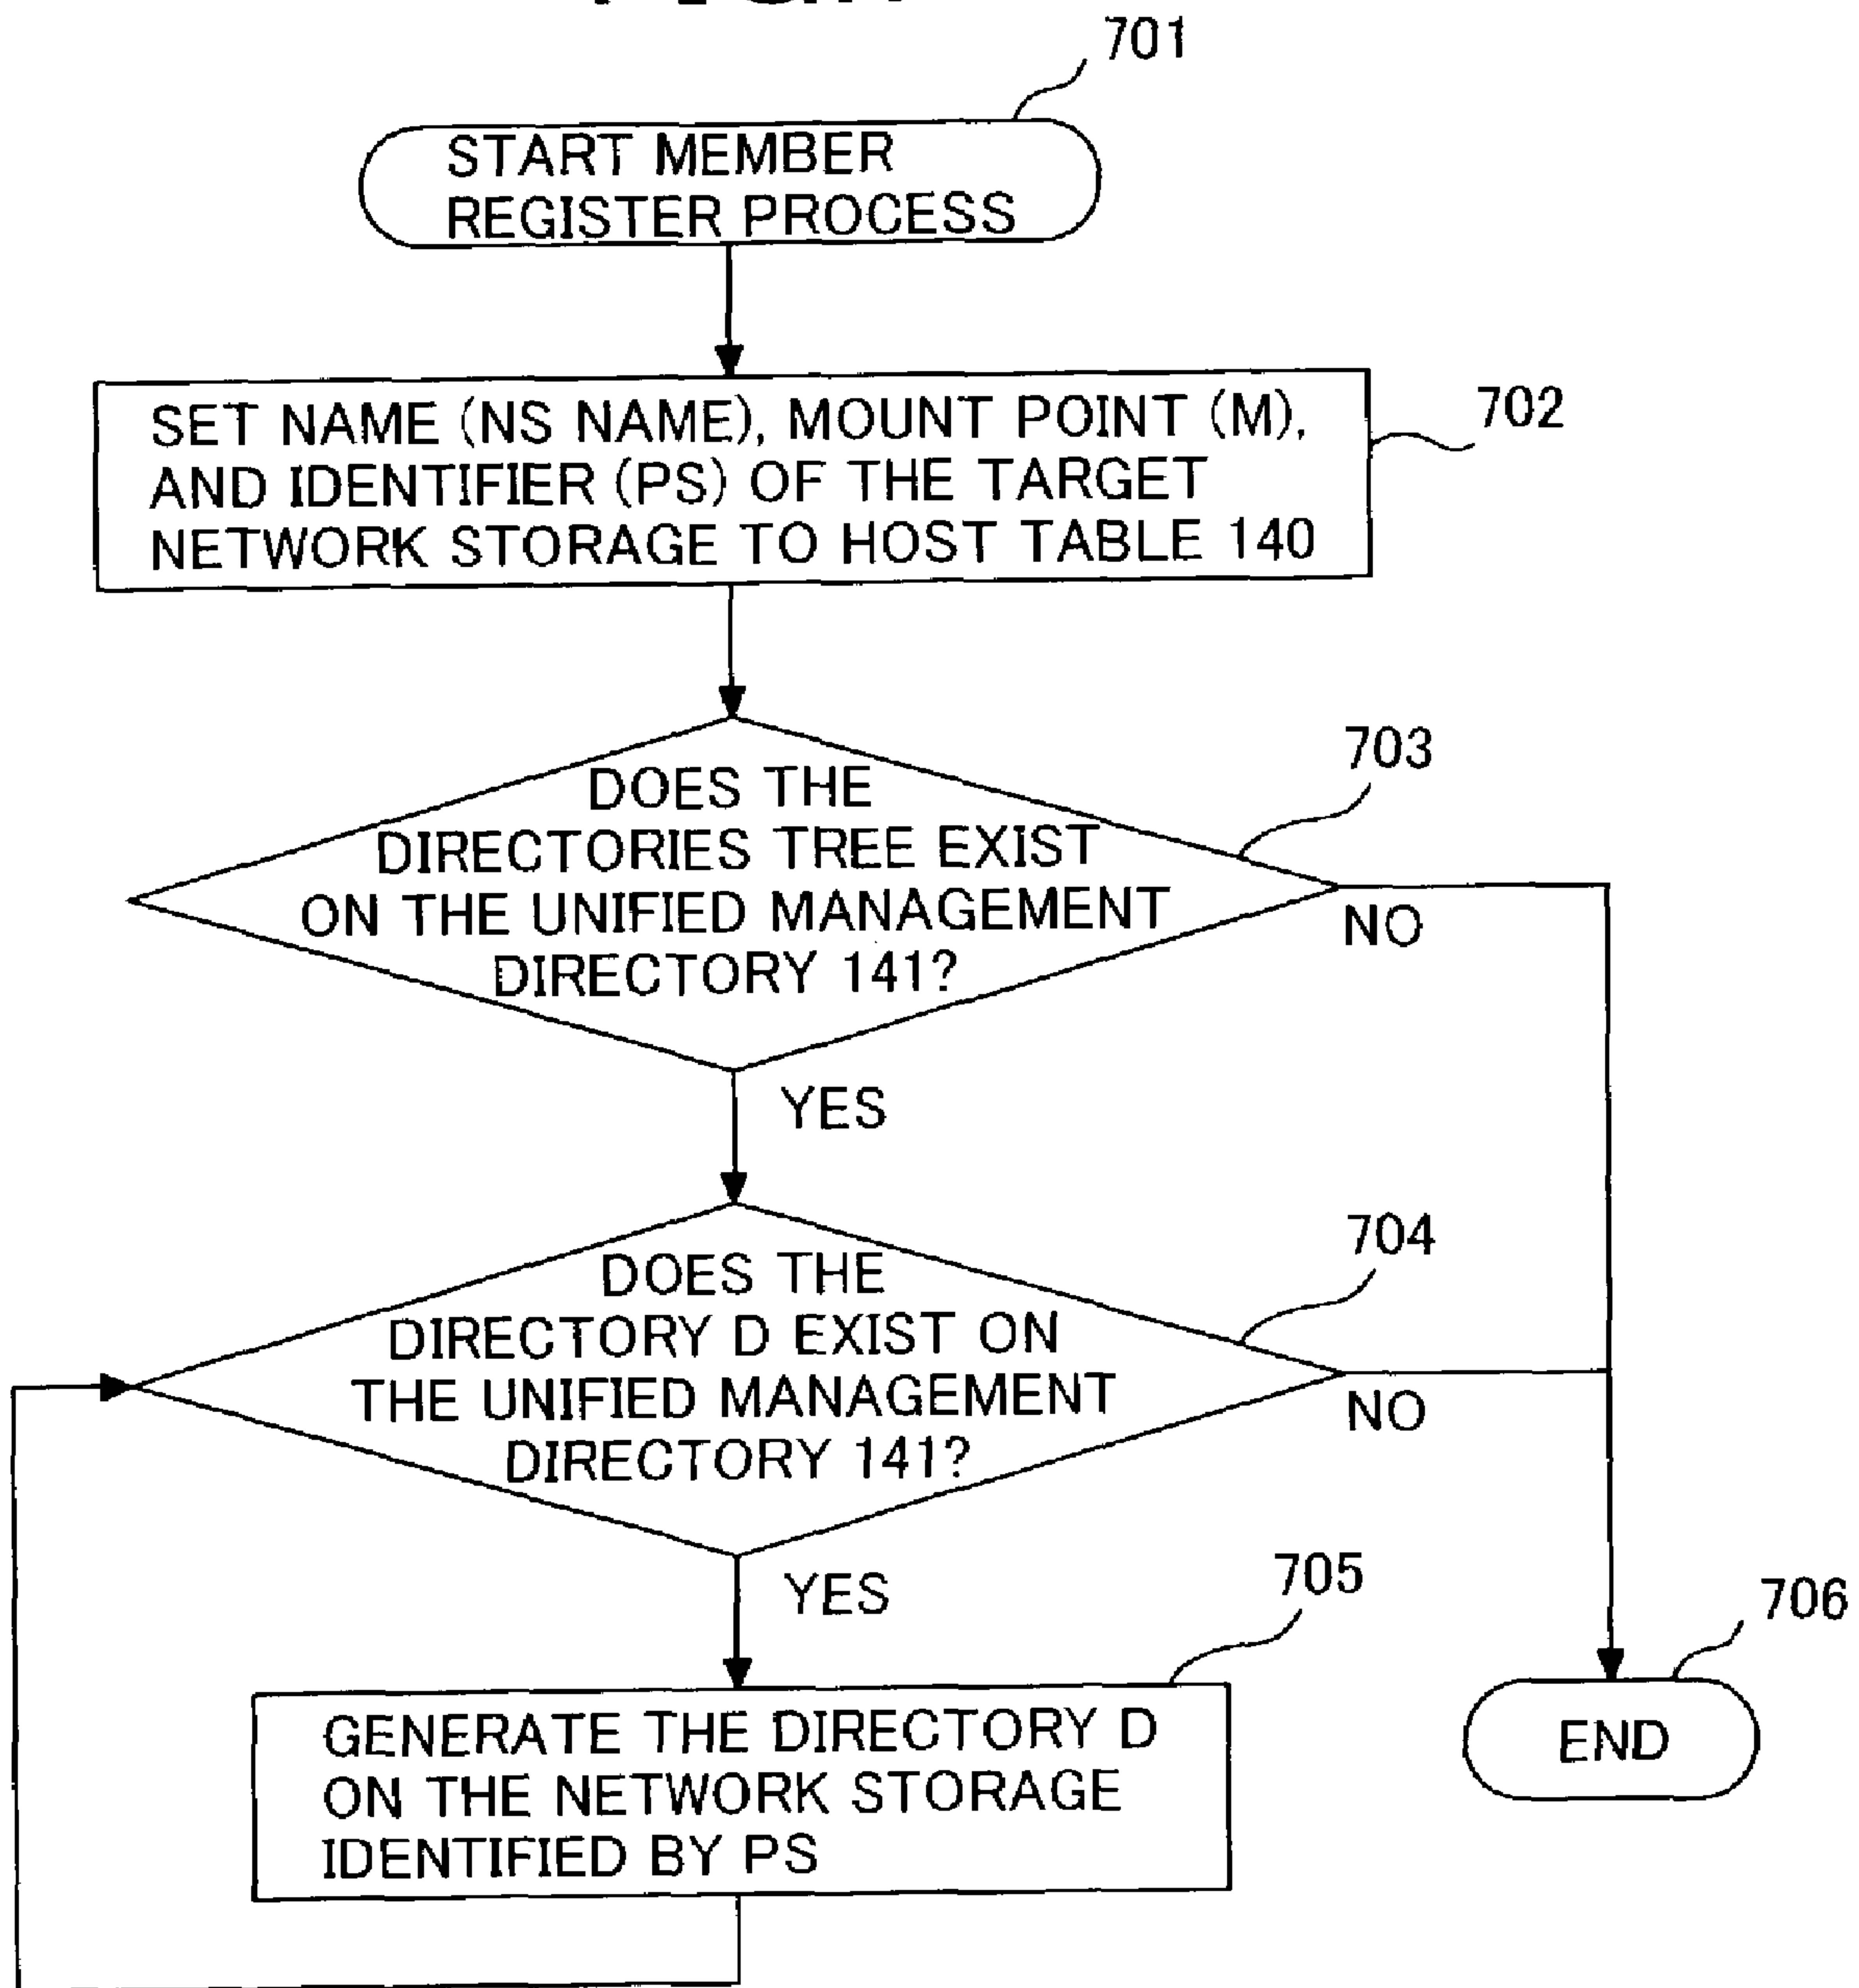 701
START MEMBER
REGISTER PROCESS
702
SET NAME (NS NAME), MOUNT POINT (M),
AND IDENTIFIER (PS) OF THE TARGET
NETWORK STORAGE TO HOST TABLE 140
703
DOES THE
DIRECTORIES TREE EXIST
ON THE UNIFIED MANAGEMENT
DIRECTORY 141?
NO
YES
704
DOES THE
DIRECTORY D EXIST ON
THE UNIFIED MANAGEMENT
DIRECTORY 141?
NO
YES
705
GENERATE THE DIRECTORY D
ON THE NETWORK STORAGE
IDENTIFIED BY PS
706
END